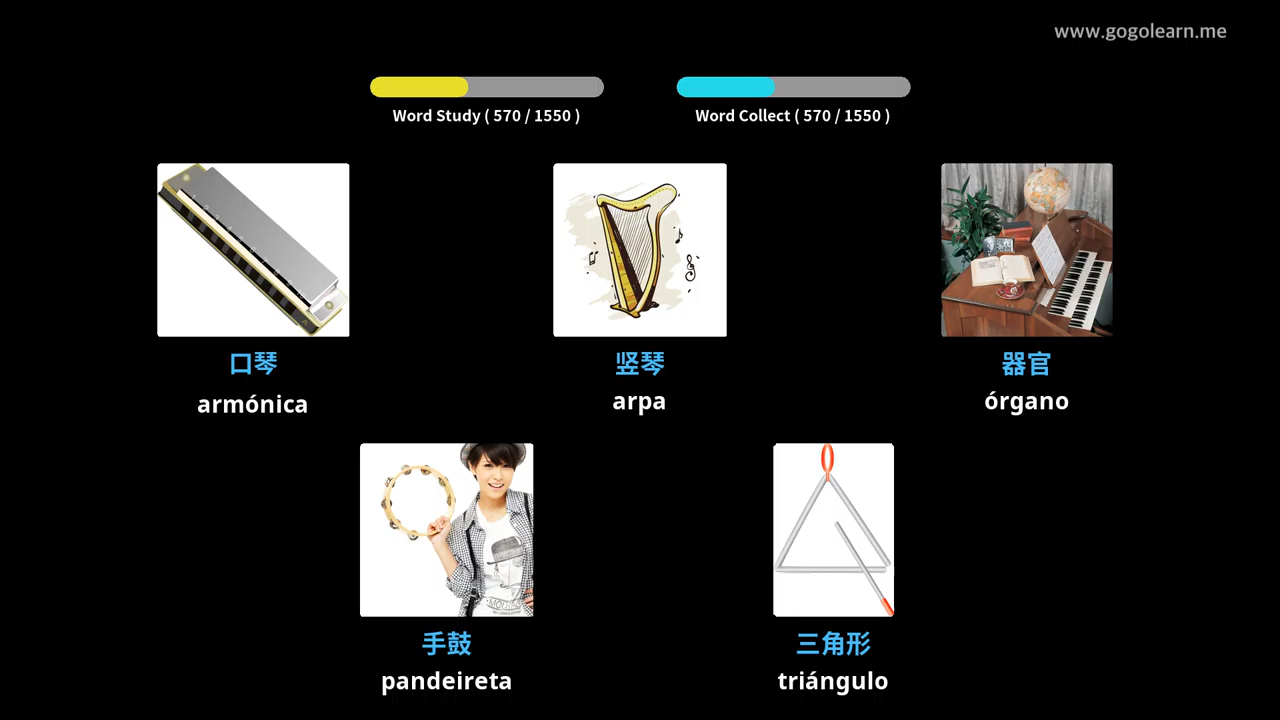 www.gogolearn.me
Word Study ( 570 / 1550 )
Word Collect ( 570 / 1550 )
口琴
armónica
竖琴
arpa
器官
órgano
手鼓
pandeireta
三角形
triángulo